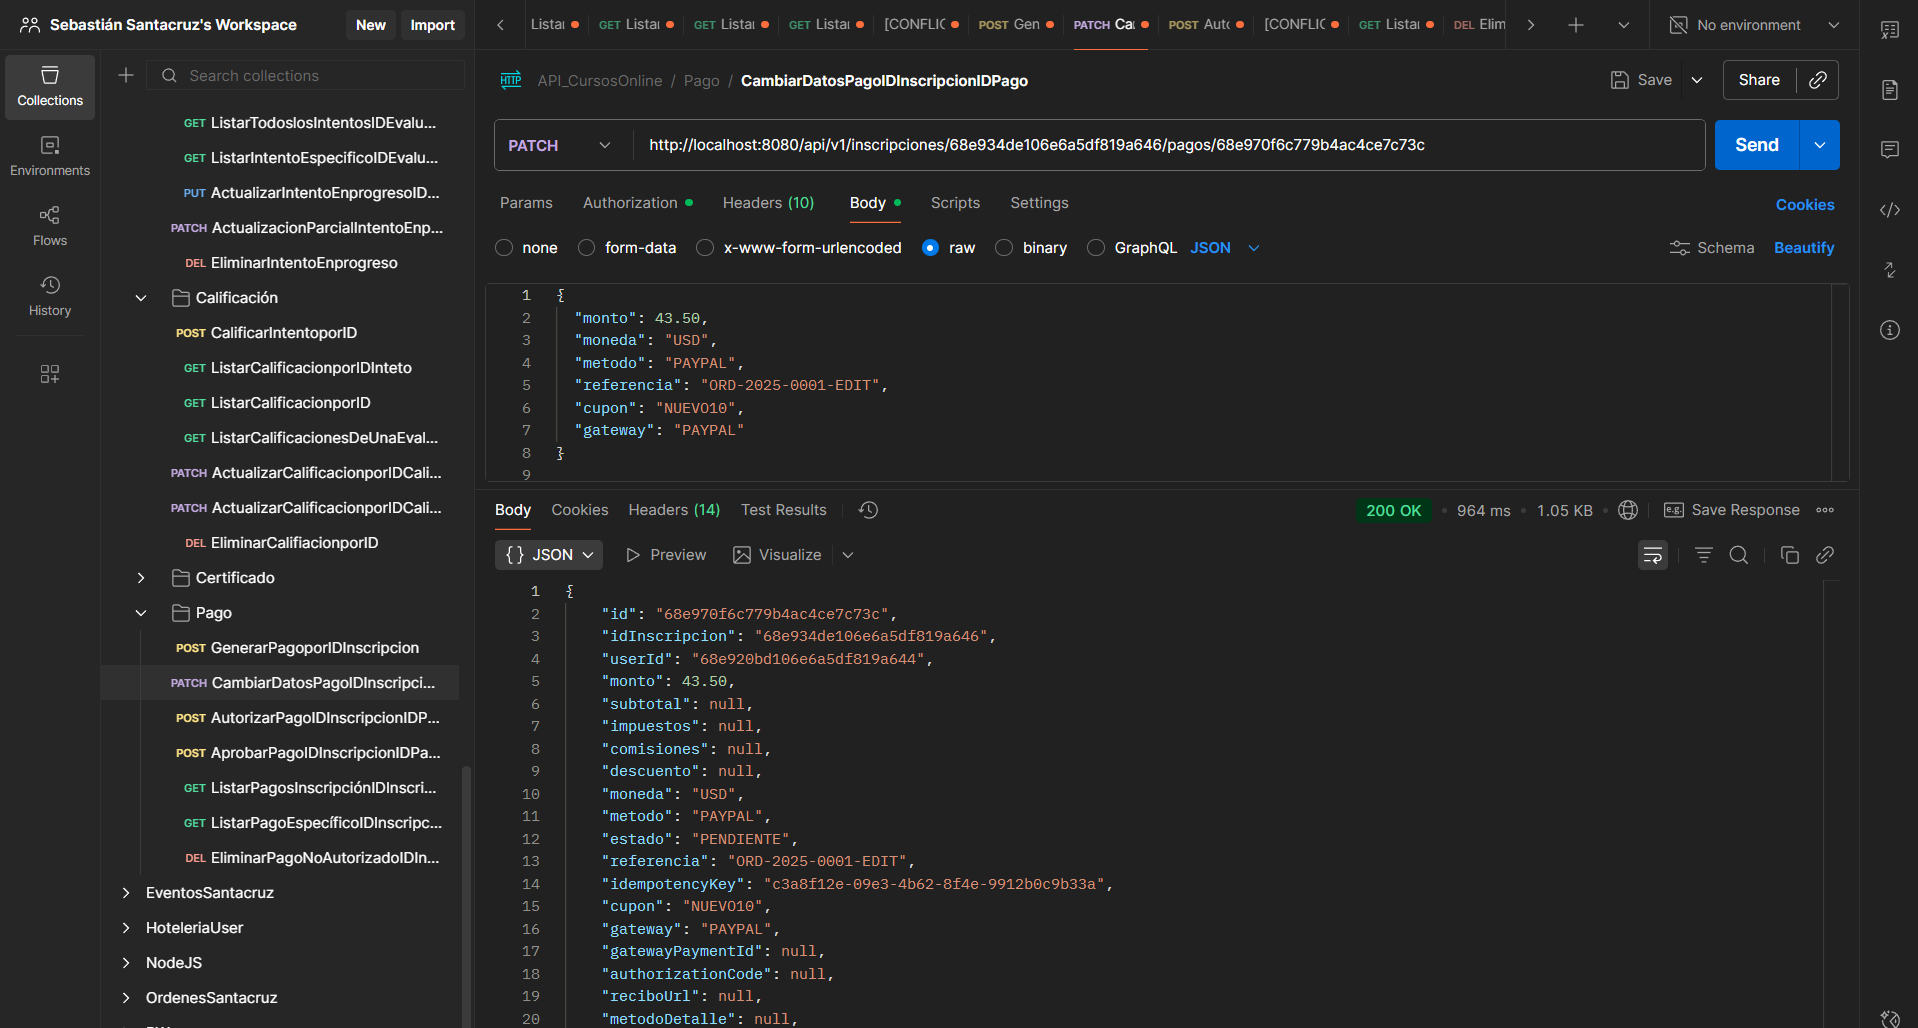 Sebastián Santacruz's Workspace
New
Import
Collections
Environments
Flows
History
Search collections
GET ListarTodoslosIntentosIDEvalu...
GET ListarIntentoEspecificoIDEvalu...
PUT ActualizarIntentoEnprogresoID...
PATCH ActualizacionParcialIntentoEnp...
DEL EliminarIntentoEnprogreso
Calificación
POST CalificarIntentoporID
GET ListarCalificacionporIDInteto
GET ListarCalificacionporID
GET ListarCalificacionesDeUnaEval...
PATCH ActualizarCalificacionporIDCali...
PATCH ActualizarCalificacionporIDCali...
DEL EliminarCalifiacionporID
Certificado
Pago
POST GenerarPagoporIDInscripcion
PATCH CambiarDatosPagoIDInscripci...
POST AutorizarPagoIDInscripcionIDP...
POST AprobarPagoIDInscripcionIDPa...
GET ListarPagosInscripciónIDInscri...
GET ListarPagoEspecíficoIDInscripc...
DEL EliminarPagoNoAutorizadoIDIn...
EventosSantacruz
HoteleriaUser
NodeJS
OrdenesSantacruz
Listar
GET Listar
GET Listar
GET Listar
[CONFLIC
POST Gen
PATCH Ca
POST Auto
[CONFLIC
GET Listar
DEL Elim
No environment
HTTP API_CursosOnline / Pago / CambiarDatosPagoIDInscripcionIDPago
Save
Share
PATCH http://localhost:8080/api/v1/inscripciones/68e934de106e6a5df819a646/pagos/68e970f6c779b4ac4ce7c73c
Send
Params Authorization Headers (10) Body Scripts Settings
Cookies
none form-data x-www-form-urlencoded raw binary GraphQL JSON
Schema Beautify
1 {
2 "monto": 43.50,
3 "moneda": "USD",
4 "metodo": "PAYPAL",
5 "referencia": "ORD-2025-0001-EDIT",
6 "cupon": "NUEVO10",
7 "gateway": "PAYPAL"
8 }
9
Body Cookies Headers (14) Test Results
200 OK 964 ms 1.05 KB e.g. Save Response
{} JSON Preview Visualize
1 {
2 "id": "68e970f6c779b4ac4ce7c73c",
3 "idInscripcion": "68e934de106e6a5df819a646",
4 "userId": "68e920bd106e6a5df819a644",
5 "monto": 43.50,
6 "subtotal": null,
7 "impuestos": null,
8 "comisiones": null,
9 "descuento": null,
10 "moneda": "USD",
11 "metodo": "PAYPAL",
12 "estado": "PENDIENTE",
13 "referencia": "ORD-2025-0001-EDIT",
14 "idempotencyKey": "c3a8f12e-09e3-4b62-8f4e-9912b0c9b33a",
15 "cupon": "NUEVO10",
16 "gateway": "PAYPAL",
17 "gatewayPaymentId": null,
18 "authorizationCode": null,
19 "reciboUrl": null,
20 "metodoDetalle": null,